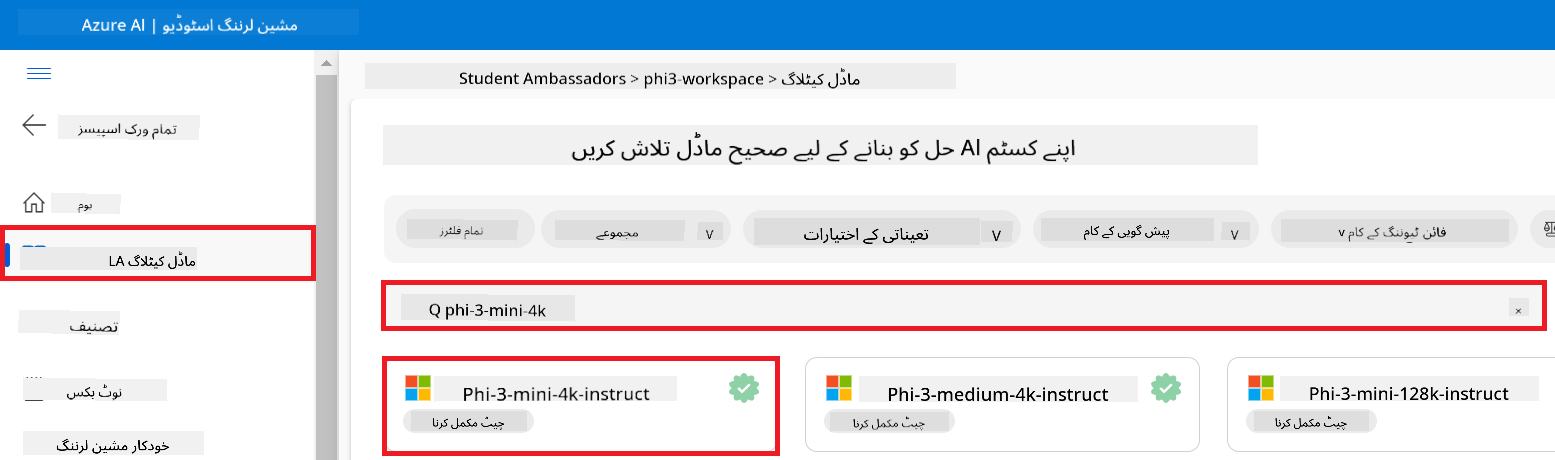 Azure AI | مشین لرننگ اسٹوڈیو
Student Ambassadors > phi3-workspace > ماڈل کیٹلاگ
تمام ورک اسپیسز
ہوم
ماڈل کیٹلاگ LA
تصنیف
نوٹ بکس
خودکار مشین لرننگ
اپنے کسٹم AI حل کو بنانے کے لیے صحیح ماڈل تلاش کریں
تمام فلٹرز
مجموعے v
تعیناتی کے اختیارات v
پیش گوئی کے کام v
فائن ٹیوننگ کے کام v
Q phi-3-mini-4k ×
Phi-3-mini-4k-instruct
چیٹ مکمل کرنا
Phi-3-medium-4k-instruct
چیٹ مکمل کرنا
Phi-3-mini-128k-instruct
چیٹ مکمل کرنا